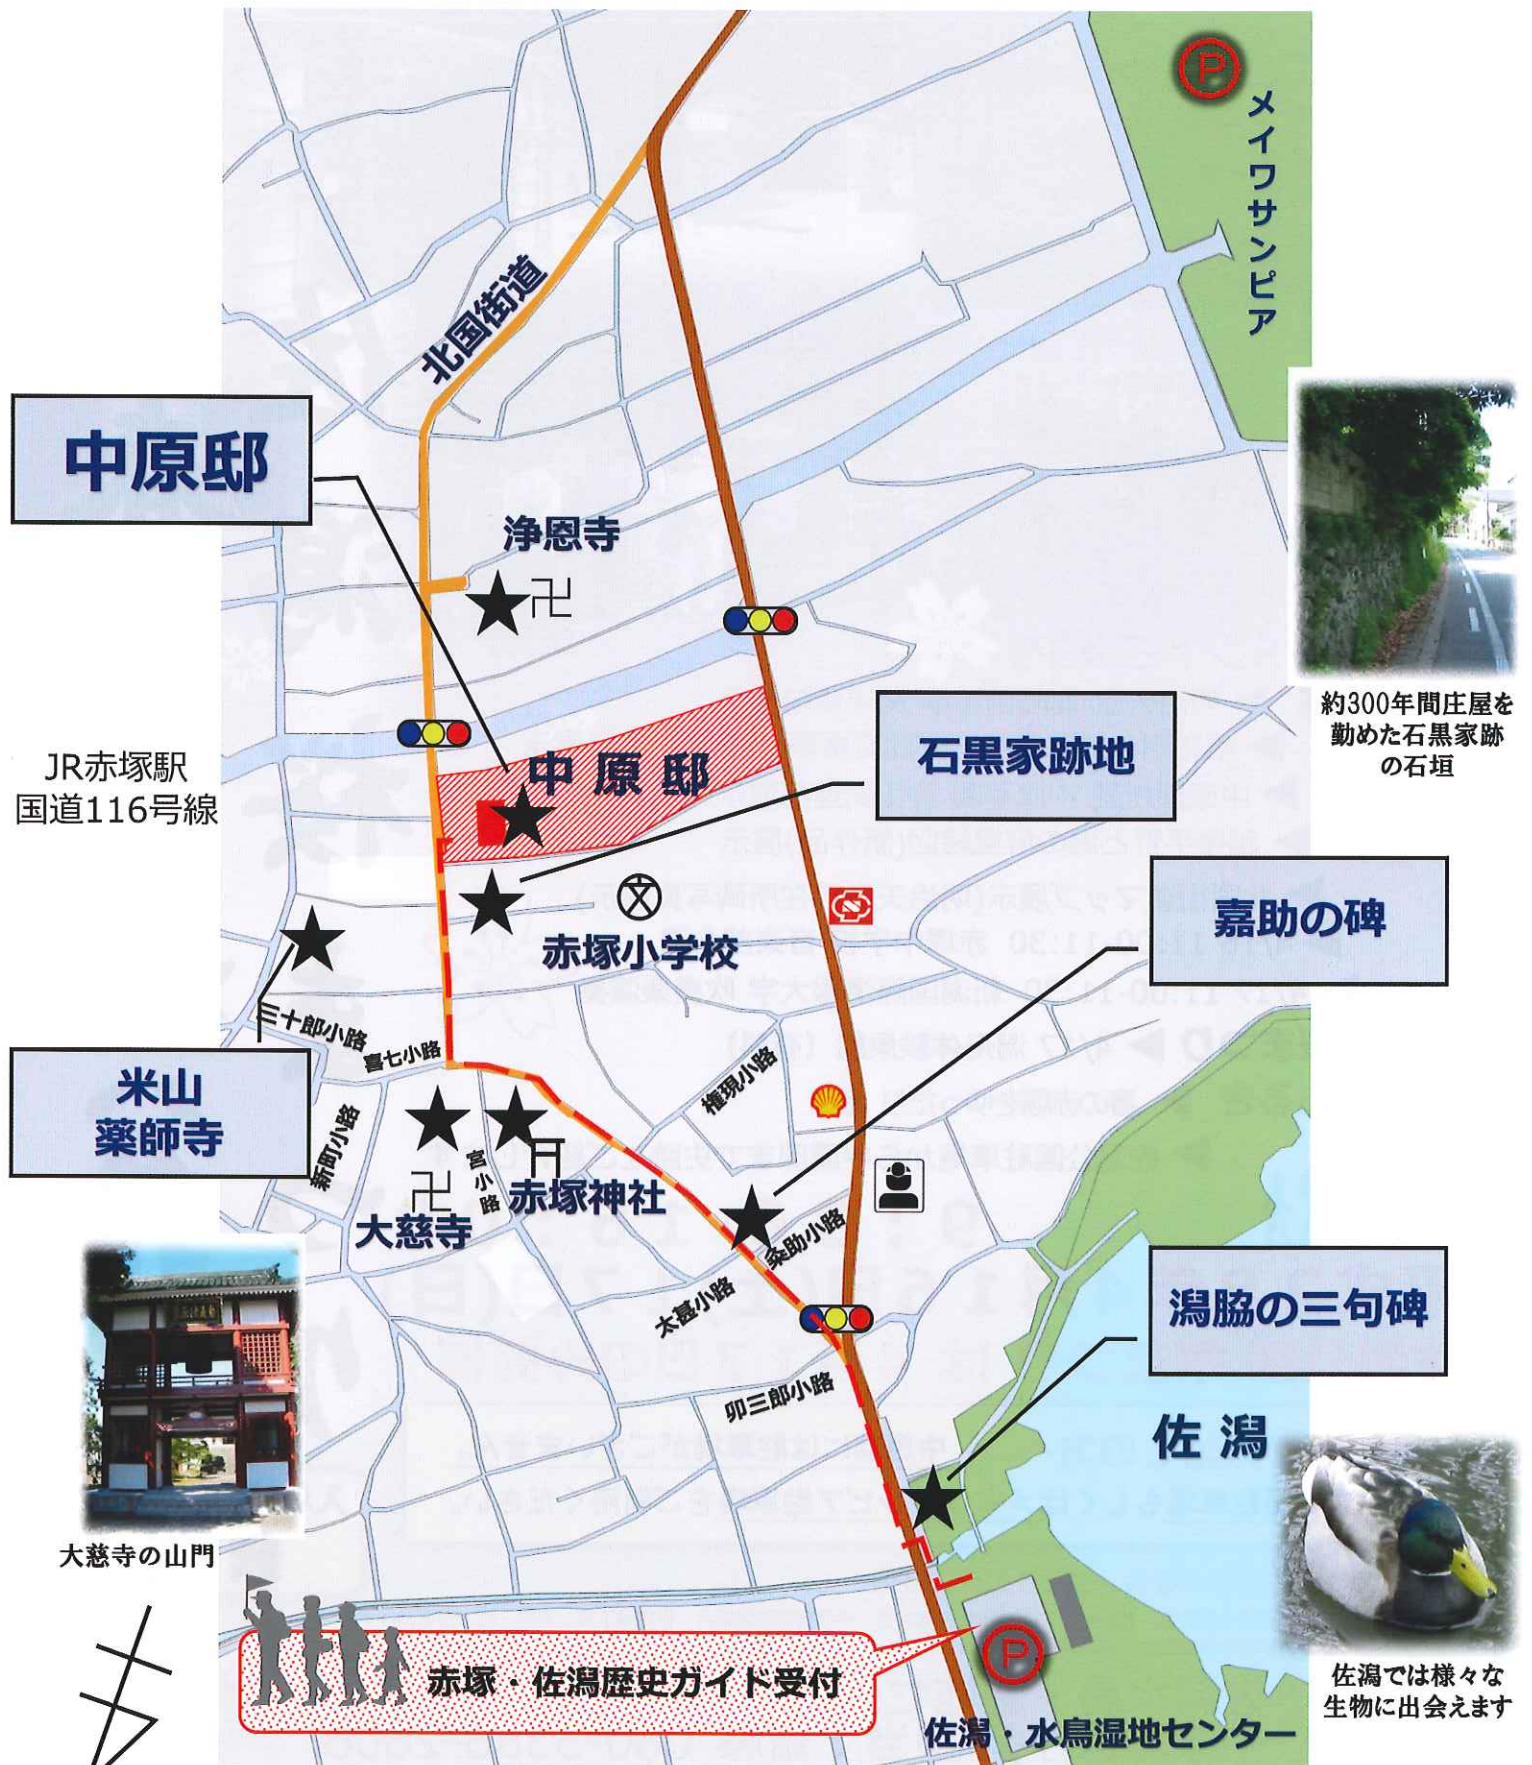 P
メイワサンピア
北国街道
中原邸
浄恩寺
約300年間庄屋を
勤めた石黒家跡
の石垣
石黒家跡地
中原邸
JR赤塚駅
国道116号線
文
嘉助の碑
赤塚小学校
三十郎小路
喜七小路
権現小路
米山
薬師寺
新町小路
宮小路
赤塚神社
大慈寺
粂助小路
太甚小路
潟脇の三句碑
卯三郎小路
佐潟
大慈寺の山門
赤塚・佐潟歴史ガイド受付
P
佐潟では様々な
生物に出会えます
佐潟・水鳥湿地センター